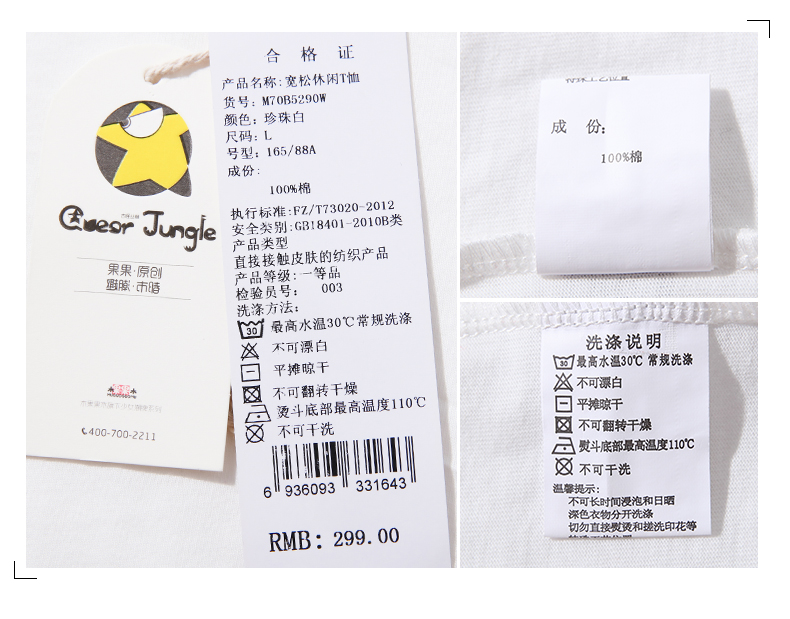 Caesar Jungle
果果·原创
400-700-2211
合 格 证
产品名称:宽松休闲T恤
货号: M70B5290W
颜色: 珍珠白
尺码: L
号型: 165/88A
成份:
100%棉
执行标准:FZ/T73020-2012
安全类别:GB18401-2010B类
产品类型
直接接触皮肤的纺织产品
产品等级:一等品
检验员号: 003
洗涤方法:
30 最高水温30℃常规洗涤
不可漂白
平摊晾干
不可翻转干燥
熨斗底部最高温度110℃
不可干洗
6 936093 331643
RMB: 299.00
特殊工艺位置
成 份:
100%棉
洗涤说明
30 最高水温30℃ 常规洗涤
不可漂白
平摊晾干
不可翻转干燥
熨斗底部最高温度110℃
不可干洗
温馨提示:
不可长时间浸泡和日晒
深色衣物分开洗涤
切勿直接熨烫和搓洗印花等